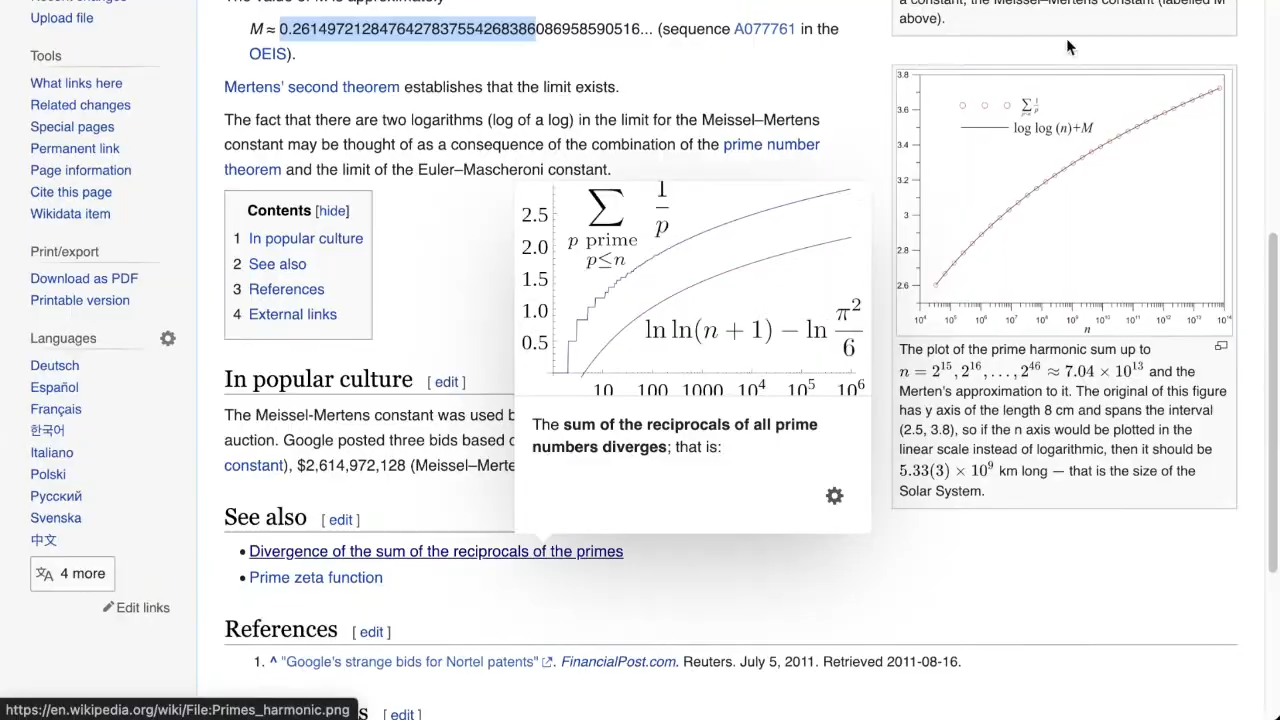 Recent changes
Upload file
Tools
What links here
Related changes
Special pages
Permanent link
Page information
Cite this page
Wikidata item
Print/export
Download as PDF
Printable version
Languages
Deutsch
Español
Français
한국어
Italiano
Polski
Русский
Svenska
中文
4 more
Edit links
The value of M is approximately
M ≈ 0.2614972128476427837554268386086958590516... (sequence A077761 in the
OEIS).
Mertens' second theorem establishes that the limit exists.
The fact that there are two logarithms (log of a log) in the limit for the Meissel–Mertens
constant may be thought of as a consequence of the combination of the prime number
theorem and the limit of the Euler–Mascheroni constant.
Contents [hide]
1 In popular culture
2 See also
3 References
4 External links
In popular culture [ edit ]
The Meissel-Mertens constant was used b
auction. Google posted three bids based o
constant), $2,614,972,128 (Meissel–Merte
See also [ edit ]
• Divergence of the sum of the reciprocals of the primes
• Prime zeta function
References [ edit ]
1. ^ "Google's strange bids for Nortel patents". FinancialPost.com. Reuters. July 5, 2011. Retrieved 2011-08-16.
s [ edit ]
∑ 1/p
p prime
p≤n
ln ln(n + 1) − ln π²/6
2.5
2.0
1.5
1.0
0.5
10 100 1000 10⁴ 10⁵ 10⁶
The sum of the reciprocals of all prime
numbers diverges; that is:
a constant, the Meissel–Mertens constant (labelled M
above).
3.8
3.6
3.4
3.2
3
2.8
2.6
∑ 1/p
log log (n)+M
10⁴ 10⁵ 10⁶ 10⁷ 10⁸ 10⁹ 10¹⁰ 10¹¹ 10¹² 10¹³ 10¹⁴
n
The plot of the prime harmonic sum up to
n = 2¹⁵, 2¹⁶, . . . , 2⁴⁶ ≈ 7.04 × 10¹³ and the
Merten's approximation to it. The original of this figure
has y axis of the length 8 cm and spans the interval
(2.5, 3.8), so if the n axis would be plotted in the
linear scale instead of logarithmic, then it should be
5.33(3) × 10⁹ km long — that is the size of the
Solar System.
https://en.wikipedia.org/wiki/File:Primes_harmonic.png